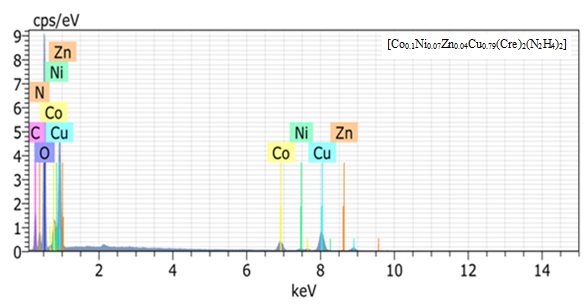 cps/eV
[Co0.1Ni0.07Zn0.04Cu0.79(Cre)2(N2H4)2]
9
8
7
6
5
4
3
2
1
0
Zn
Ni
N
Co
C Cu
O
Ni Zn
Co Cu
2 4 6 8 10 12 14
keV